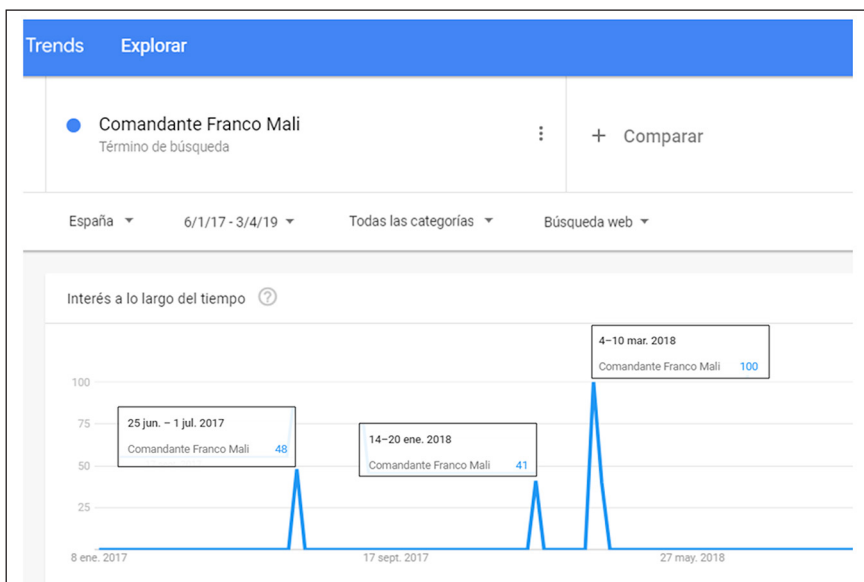 Trends Explorar
Comandante Franco Mali
Término de búsqueda
+ Comparar
España 6/1/17 - 3/4/19 Todas las categorías Búsqueda web
Interés a lo largo del tiempo ?
4–10 mar. 2018
Comandante Franco Mali 100
100
75
25 jun. – 1 jul. 2017
Comandante Franco Mali 48
14–20 ene. 2018
Comandante Franco Mali 41
50
25
8 ene. 2017 17 sept. 2017 27 may. 2018